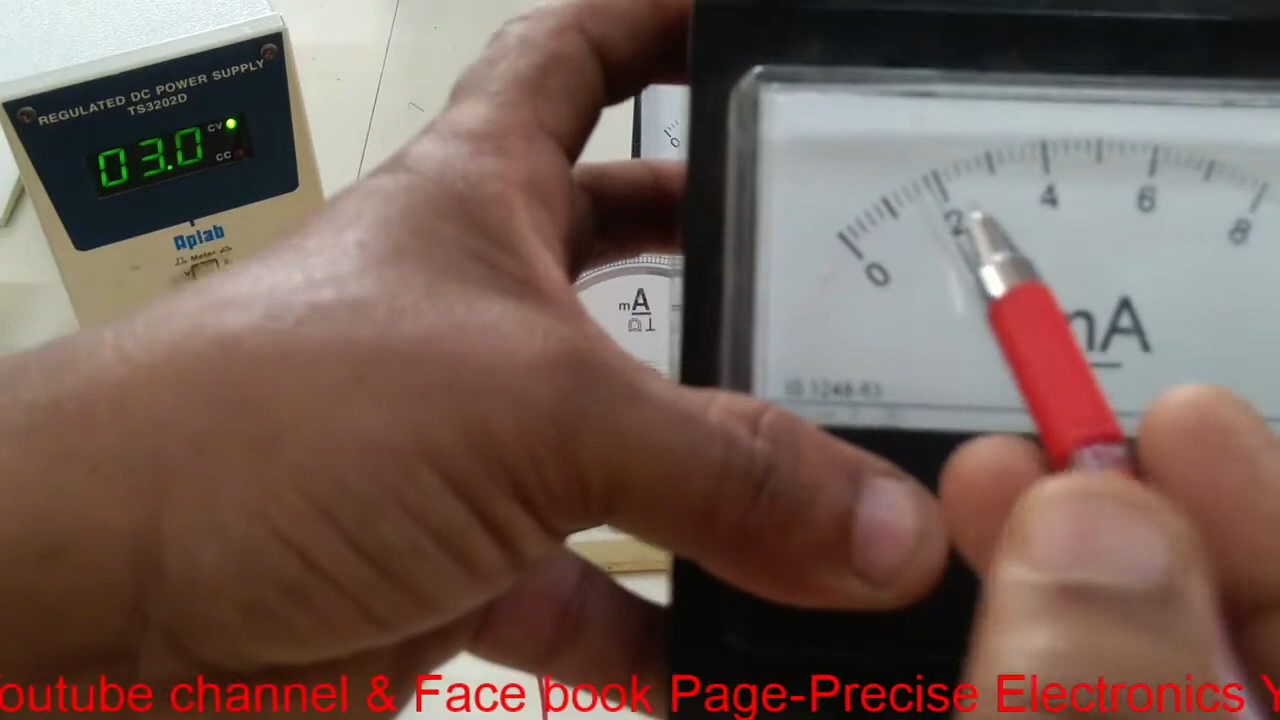 REGULATED DC POWER SUPPLY
TS3202D
03.0
CV
CC
Aplab
Meter
V
mA
0
0
2
4
6
8
mA
outube channel & Face book Page-Precise Electronics Y